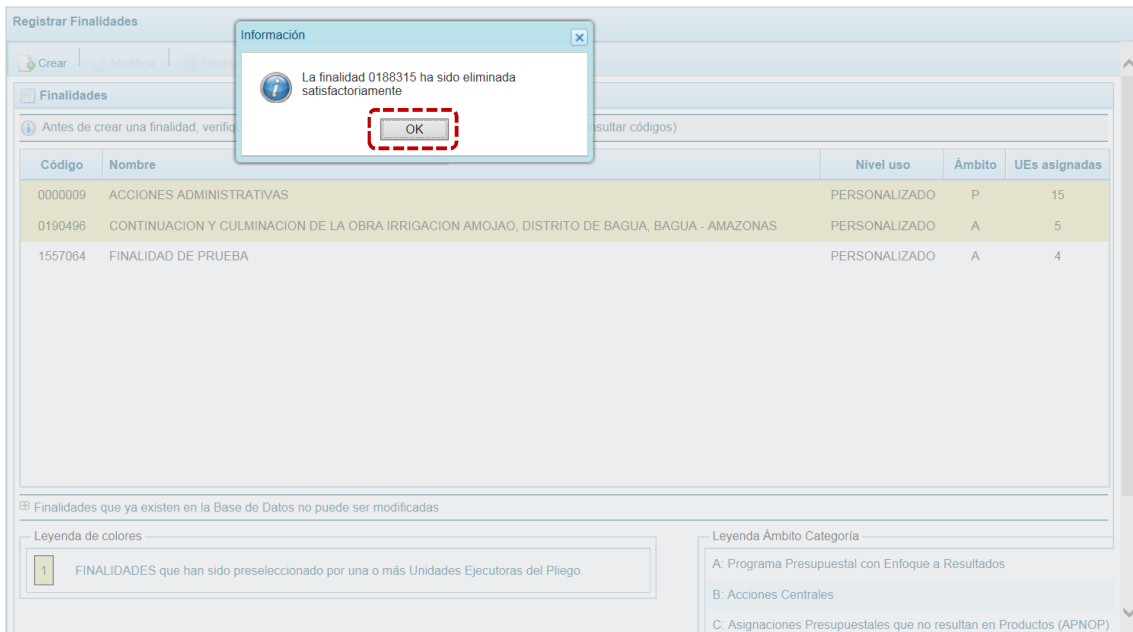 Registrar Finalidades
Información
Crear Modificar Elimin
La finalidad 0188315 ha sido eliminada
satisfactoriamente
OK
Finalidades
Antes de crear una finalidad, verifiq sultar códigos)
Código Nombre Nivel uso Ámbito UEs asignadas
0000009 ACCIONES ADMINISTRATIVAS PERSONALIZADO P 15
0190496 CONTINUACION Y CULMINACION DE LA OBRA IRRIGACION AMOJAO, DISTRITO DE BAGUA, BAGUA - AMAZONAS PERSONALIZADO A 5
1557064 FINALIDAD DE PRUEBA PERSONALIZADO A 4
Finalidades que ya existen en la Base de Datos no puede ser modificadas
Leyenda de colores
1 FINALIDADES que han sido preseleccionado por una o más Unidades Ejecutoras del Pliego.
Leyenda Ámbito Categoría
A: Programa Presupuestal con Enfoque a Resultados
B: Acciones Centrales
C: Asignaciones Presupuestales que no resultan en Productos (APNOP)